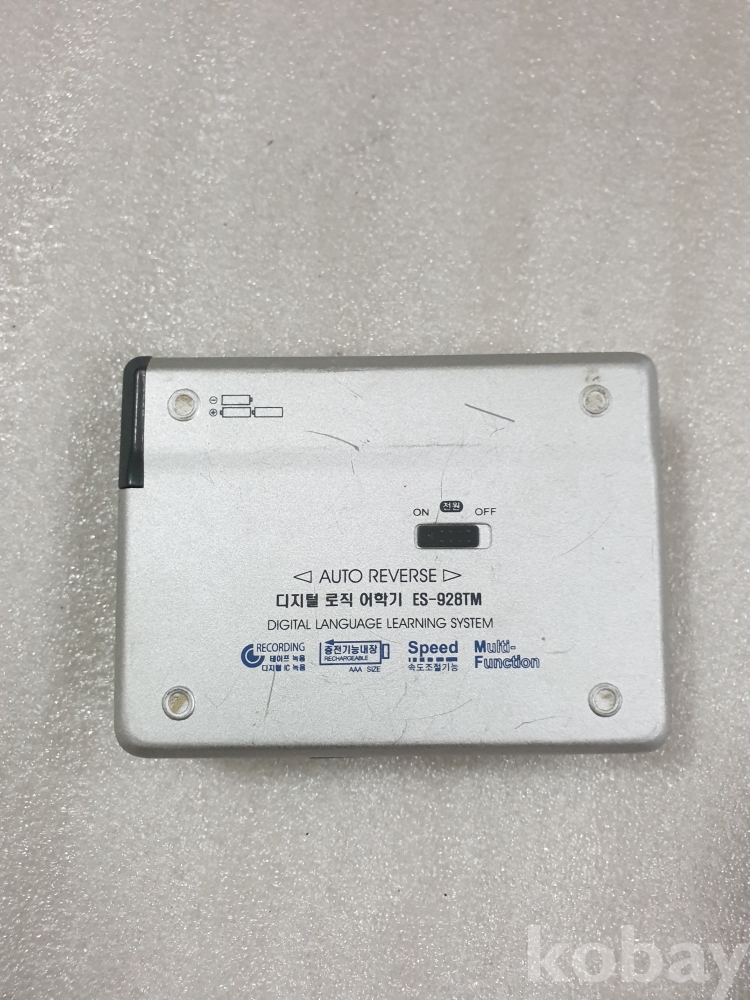 ⊖
⊕
ON 전원 OFF
◁ AUTO REVERSE ▷
디지털 로직 어학기 ES-928TM
DIGITAL LANGUAGE LEARNING SYSTEM
RECORDING
테이프 녹음
디지털 IC 녹음
충전기능내장
RECHARGEABLE
AAA SIZE
Speed
속도조절기능
Multi-
Function
kobay